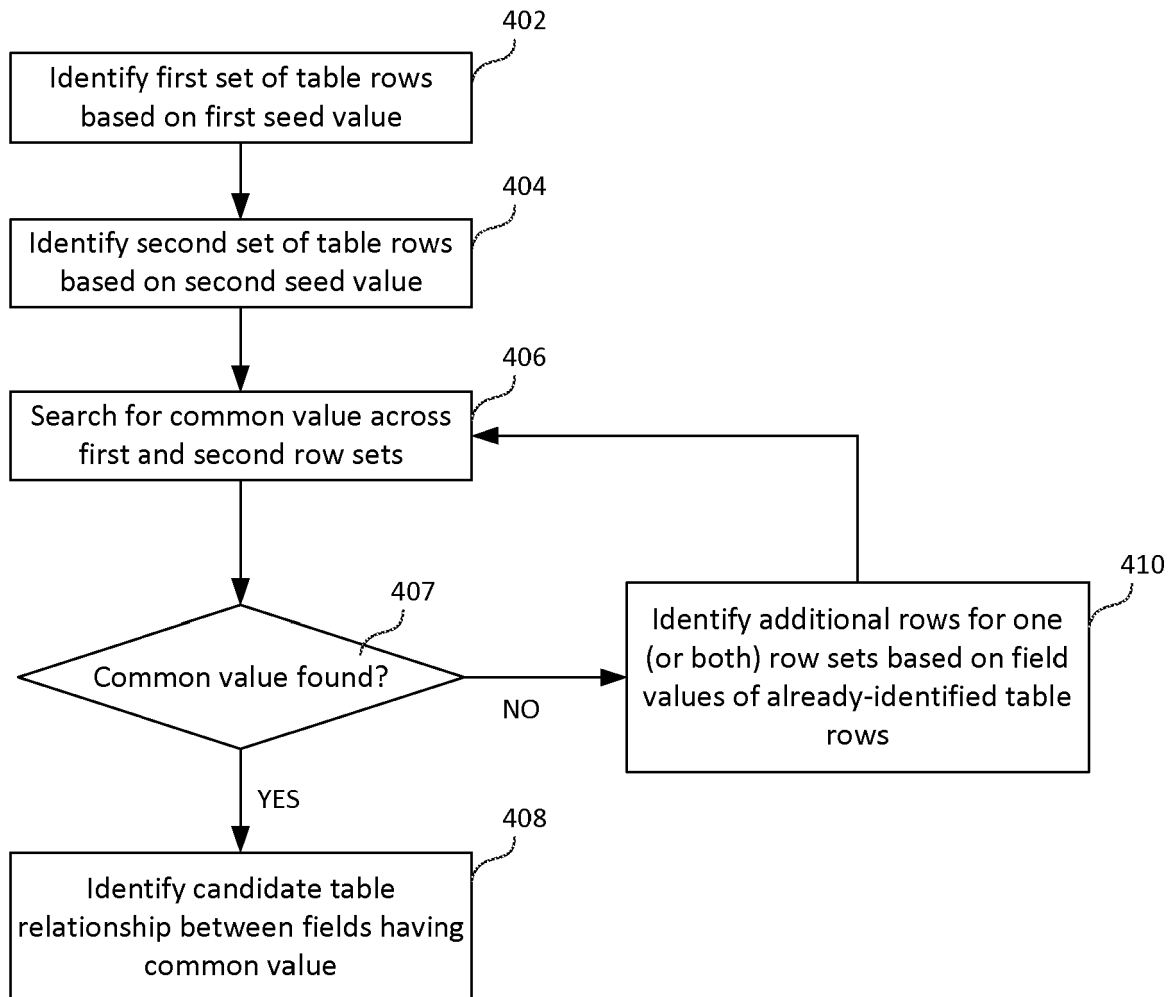 402
Identify first set of table rows
based on first seed value
404
Identify second set of table rows
based on second seed value
406
Search for common value across
first and second row sets
407
Common value found?
NO
410
Identify additional rows for one
(or both) row sets based on field
values of already-identified table
rows
YES
408
Identify candidate table
relationship between fields having
common value